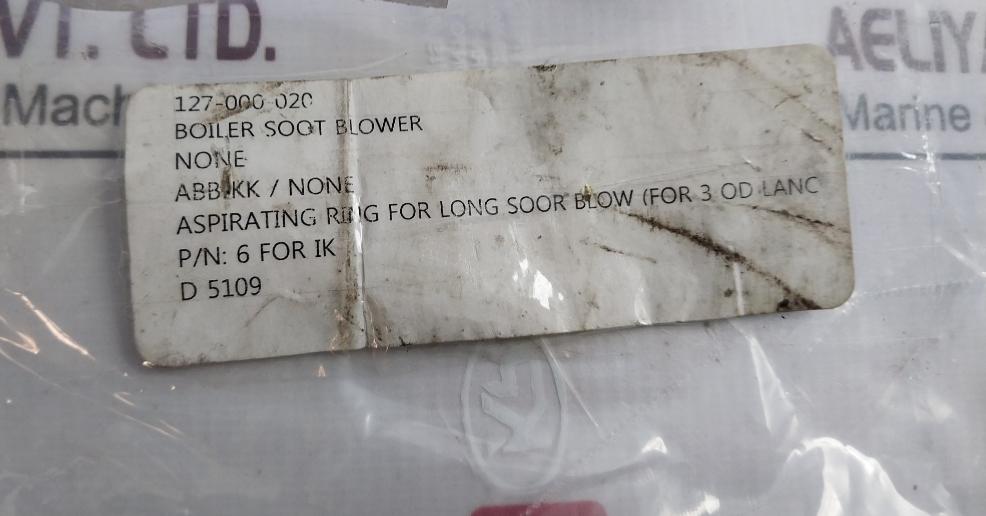 VT. LTD.
AELIYA
Mach
Marine
127-000-020
BOILER SOOT BLOWER
NONE
ABB.KK / NONE
ASPIRATING RING FOR LONG SOOR BLOW (FOR 3 OD LANC
P/N: 6 FOR IK
D 5109